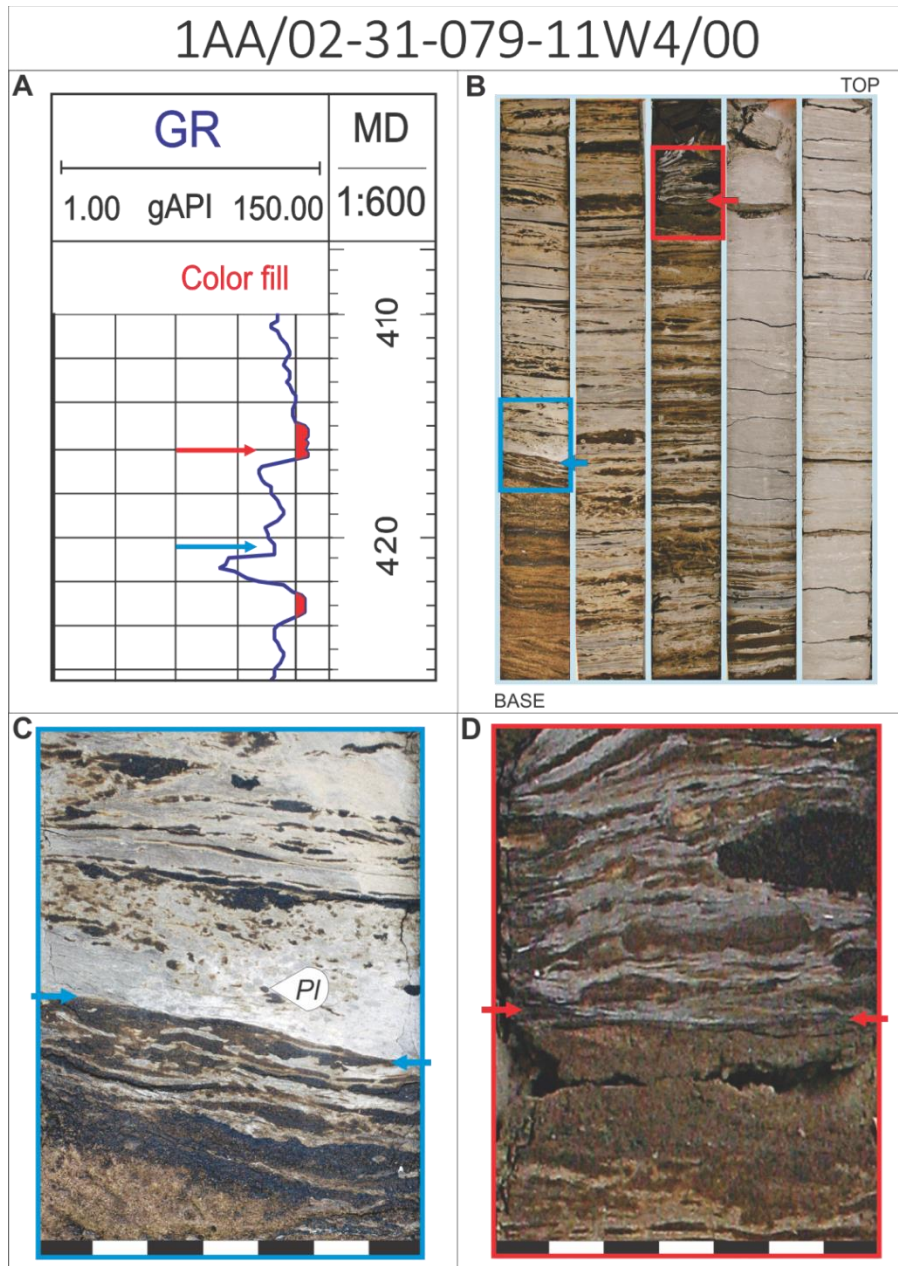 1AA/02-31-079-11W4/00
A
GR
MD
1.00 gAPI 150.00
1:600
Color fill
410
420
B
TOP
BASE
C
Pl
D